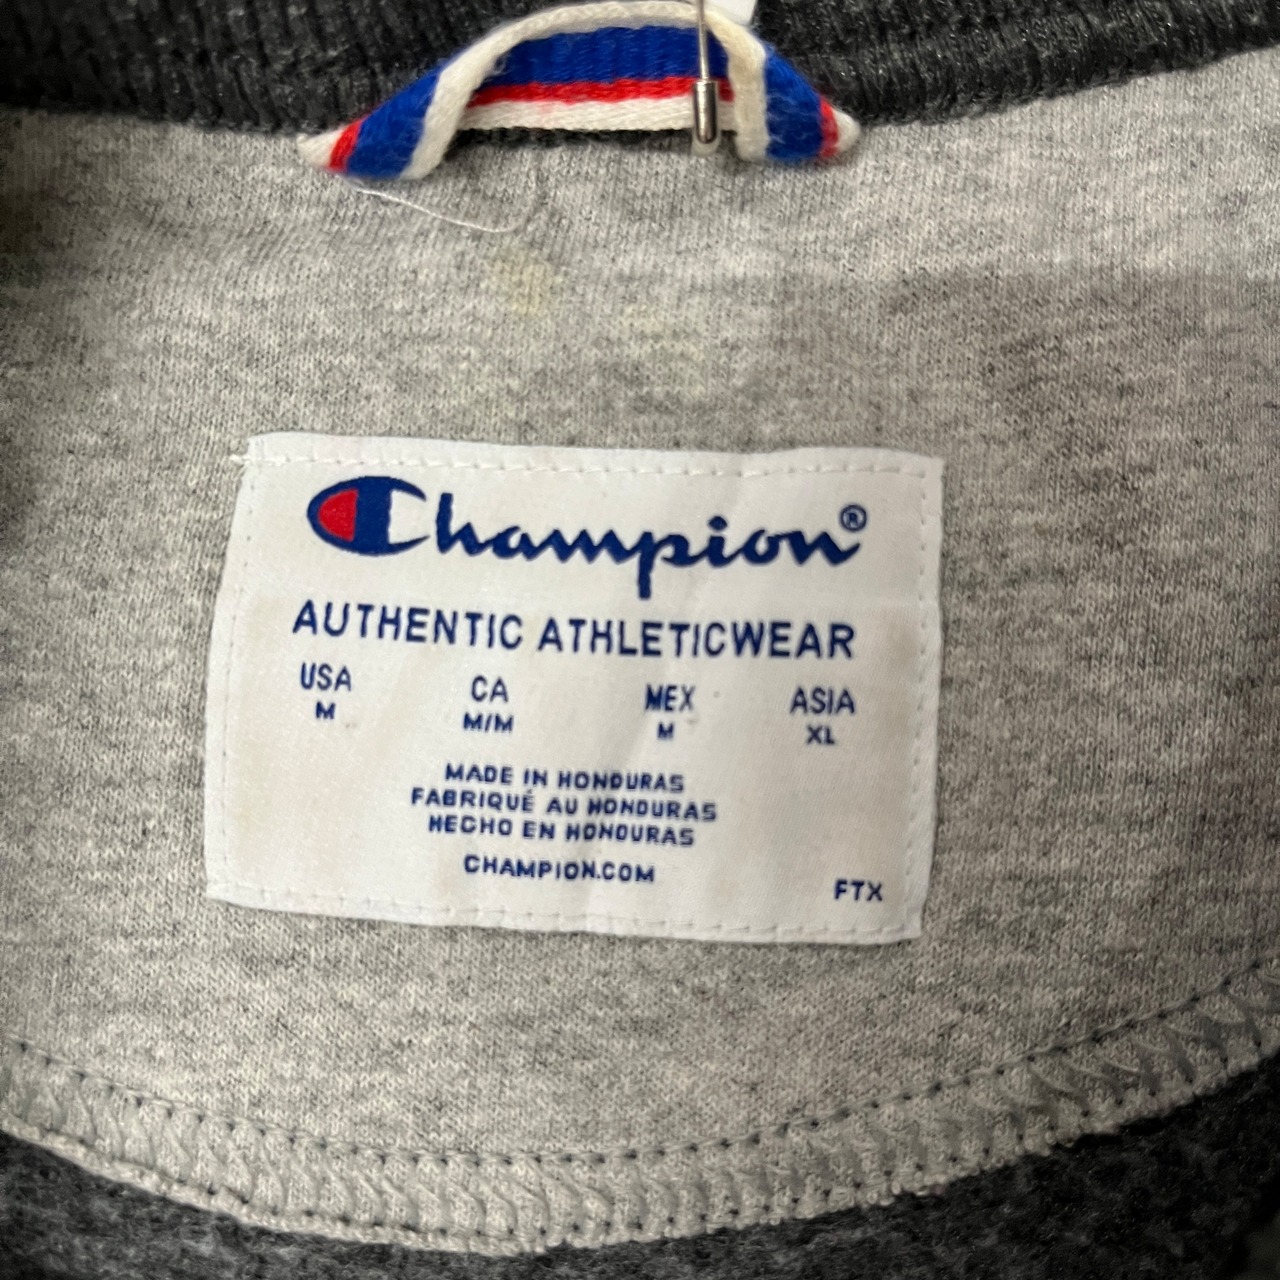 Champion®
AUTHENTIC ATHLETICWEAR
USA CA MEX ASIA
M M/M M XL
MADE IN HONDURAS
FABRIQUÉ AU HONDURAS
HECHO EN HONDURAS
CHAMPION.COM
FTX